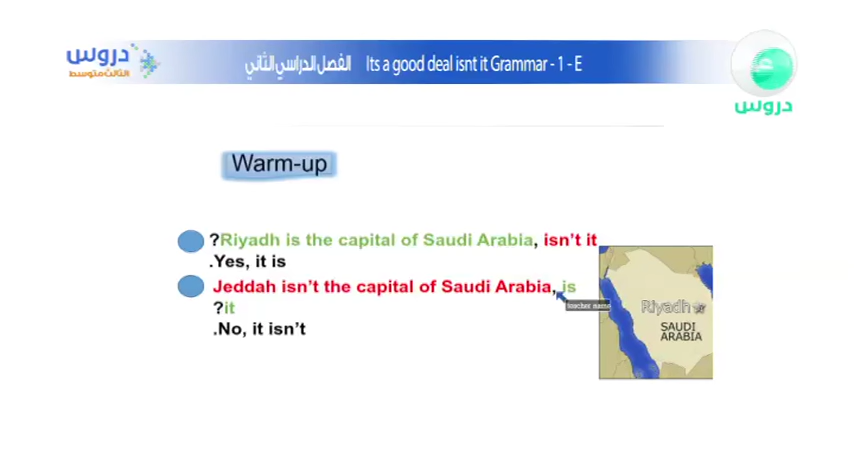 دروس
الثالث متوسط
الفصل الدراسي الثاني Its a good deal isnt it Grammar - 1 - E
دروس
Warm-up
?Riyadh is the capital of Saudi Arabia, isn't it
.Yes, it is
Jeddah isn't the capital of Saudi Arabia, is
?it
.No, it isn't
teacher name
Riyadh
SAUDI
ARABIA